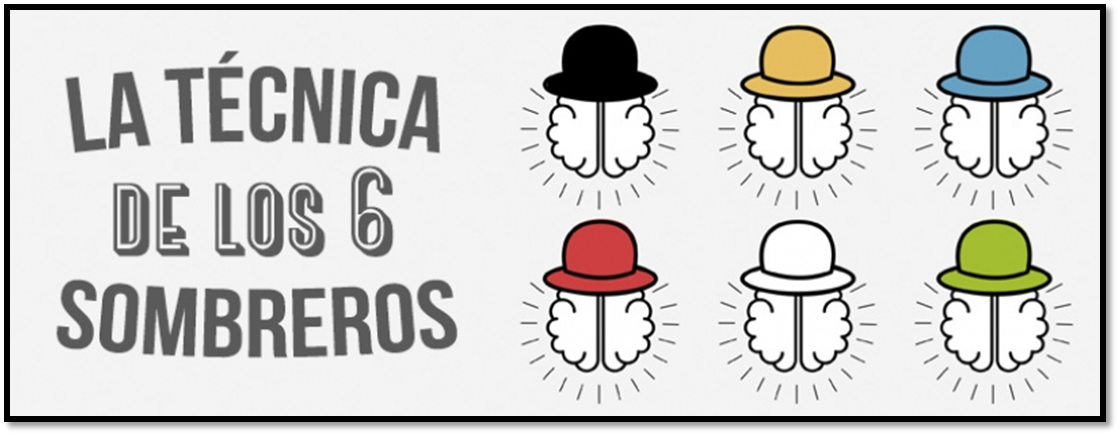 LA TÉCNICA
DE LOS 6
SOMBREROS